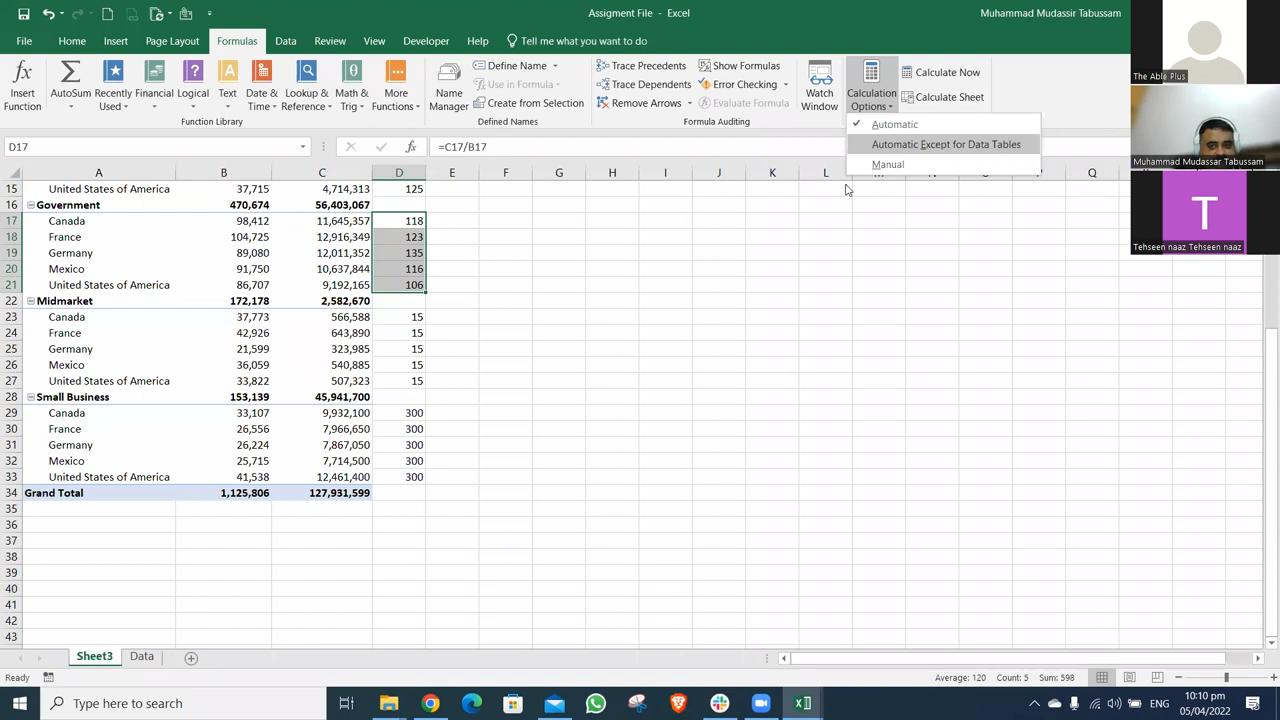 Assigment File - Excel
Muhammad Mudassir Tabussam
File Home Insert Page Layout Formulas Data Review View Developer Help Tell me what you want to do
Insert Function
AutoSum
Recently Used
Financial
Logical
Text
Date & Time
Lookup & Reference
Math & Trig
More Functions
Function Library
Name Manager
Define Name
Use in Formula
Create from Selection
Defined Names
Trace Precedents
Trace Dependents
Remove Arrows
Show Formulas
Error Checking
Evaluate Formula
Formula Auditing
Watch Window
Calculation Options
Calculate Now
Calculate Sheet
Automatic
Automatic Except for Data Tables
Manual
The Able Plus
Muhammad Mudassar Tabussam
T
Tehseen naaz Tehseen naaz
D17 fx =C17/B17
A B C D E F G H I J K L M N O P Q
15 United States of America 37,715 4,714,313 125
16 Government 470,674 56,403,067
17 Canada 98,412 11,645,357 118
18 France 104,725 12,916,349 123
19 Germany 89,080 12,011,352 135
20 Mexico 91,750 10,637,844 116
21 United States of America 86,707 9,192,165 106
22 Midmarket 172,178 2,582,670
23 Canada 37,773 566,588 15
24 France 42,926 643,890 15
25 Germany 21,599 323,985 15
26 Mexico 36,059 540,885 15
27 United States of America 33,822 507,323 15
28 Small Business 153,139 45,941,700
29 Canada 33,107 9,932,100 300
30 France 26,556 7,966,650 300
31 Germany 26,224 7,867,050 300
32 Mexico 25,715 7,714,500 300
33 United States of America 41,538 12,461,400 300
34 Grand Total 1,125,806 127,931,599
35
36
37
38
39
40
41
42
43
Sheet3 Data
Ready Average: 120 Count: 5 Sum: 598
Type here to search
ENG
10:10 pm
05/04/2022